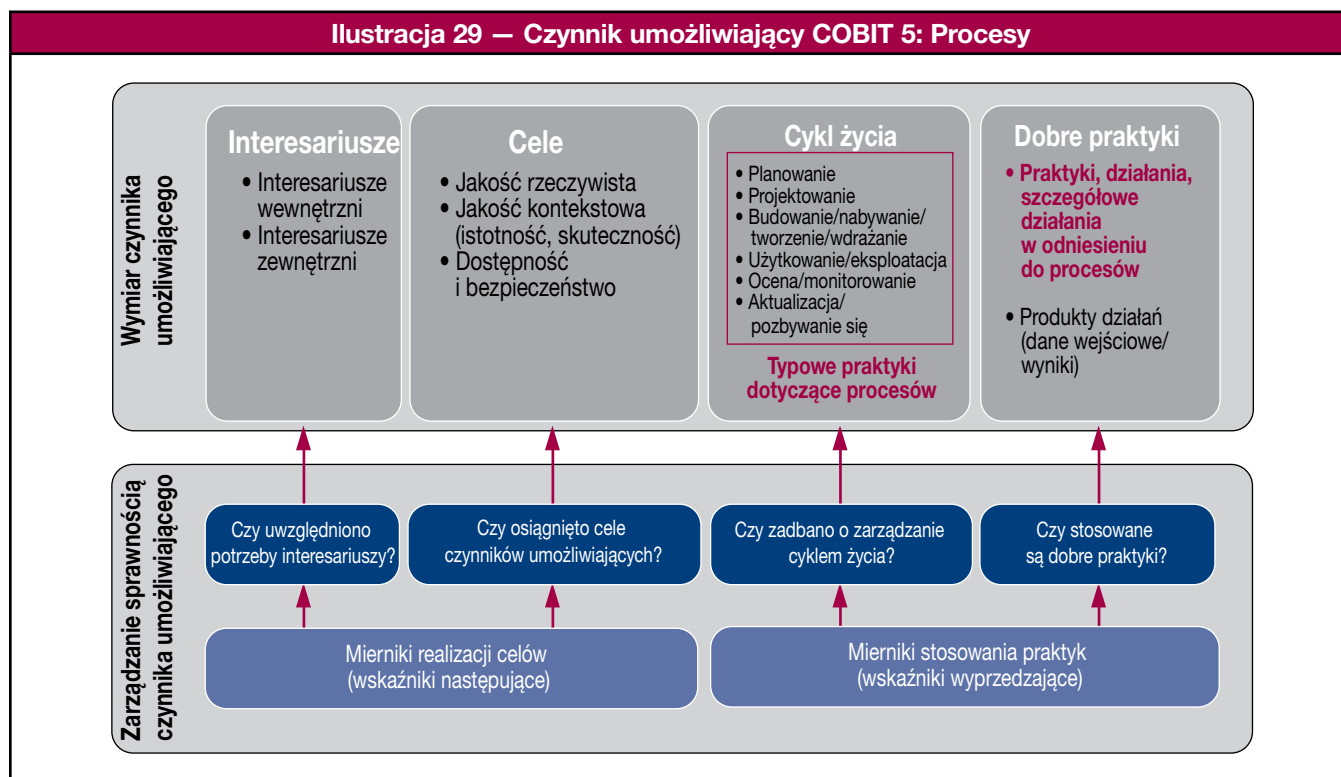 Ilustracja 29 — Czynnik umożliwiający COBIT 5: Procesy
Wymiar czynnika
umożliwiającego
Interesariusze
• Interesariusze
wewnętrzni
• Interesariusze
zewnętrzni
Cele
• Jakość rzeczywista
• Jakość kontekstowa
(istotność, skuteczność)
• Dostępność
i bezpieczeństwo
Cykl życia
• Planowanie
• Projektowanie
• Budowanie/nabywanie/
tworzenie/wdrażanie
• Użytkowanie/eksploatacja
• Ocena/monitorowanie
• Aktualizacja/
pozbywanie się
Typowe praktyki
dotyczące procesów
Dobre praktyki
• Praktyki, działania,
szczegółowe
działania
w odniesieniu
do procesów
• Produkty działań
(dane wejściowe/
wyniki)
Zarządzanie sprawnością
czynnika umożliwiającego
Czy uwzględniono
potrzeby interesariuszy?
Czy osiągnięto cele
czynników umożliwiających?
Czy zadbano o zarządzanie
cyklem życia?
Czy stosowane
są dobre praktyki?
Mierniki realizacji celów
(wskaźniki następujące)
Mierniki stosowania praktyk
(wskaźniki wyprzedzające)